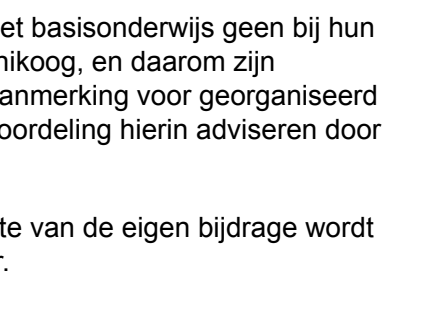 et basisonderwijs geen bij hun
nikoog, en daarom zijn
anmerking voor georganiseerd
oordeling hierin adviseren door
te van de eigen bijdrage wordt